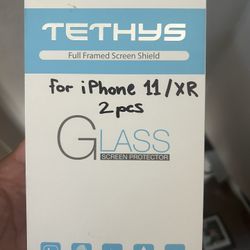 TETHYS
Full Framed Screen Shield
For iPhone 11/XR
2pcs
GLASS
SCREEN PROTECTOR